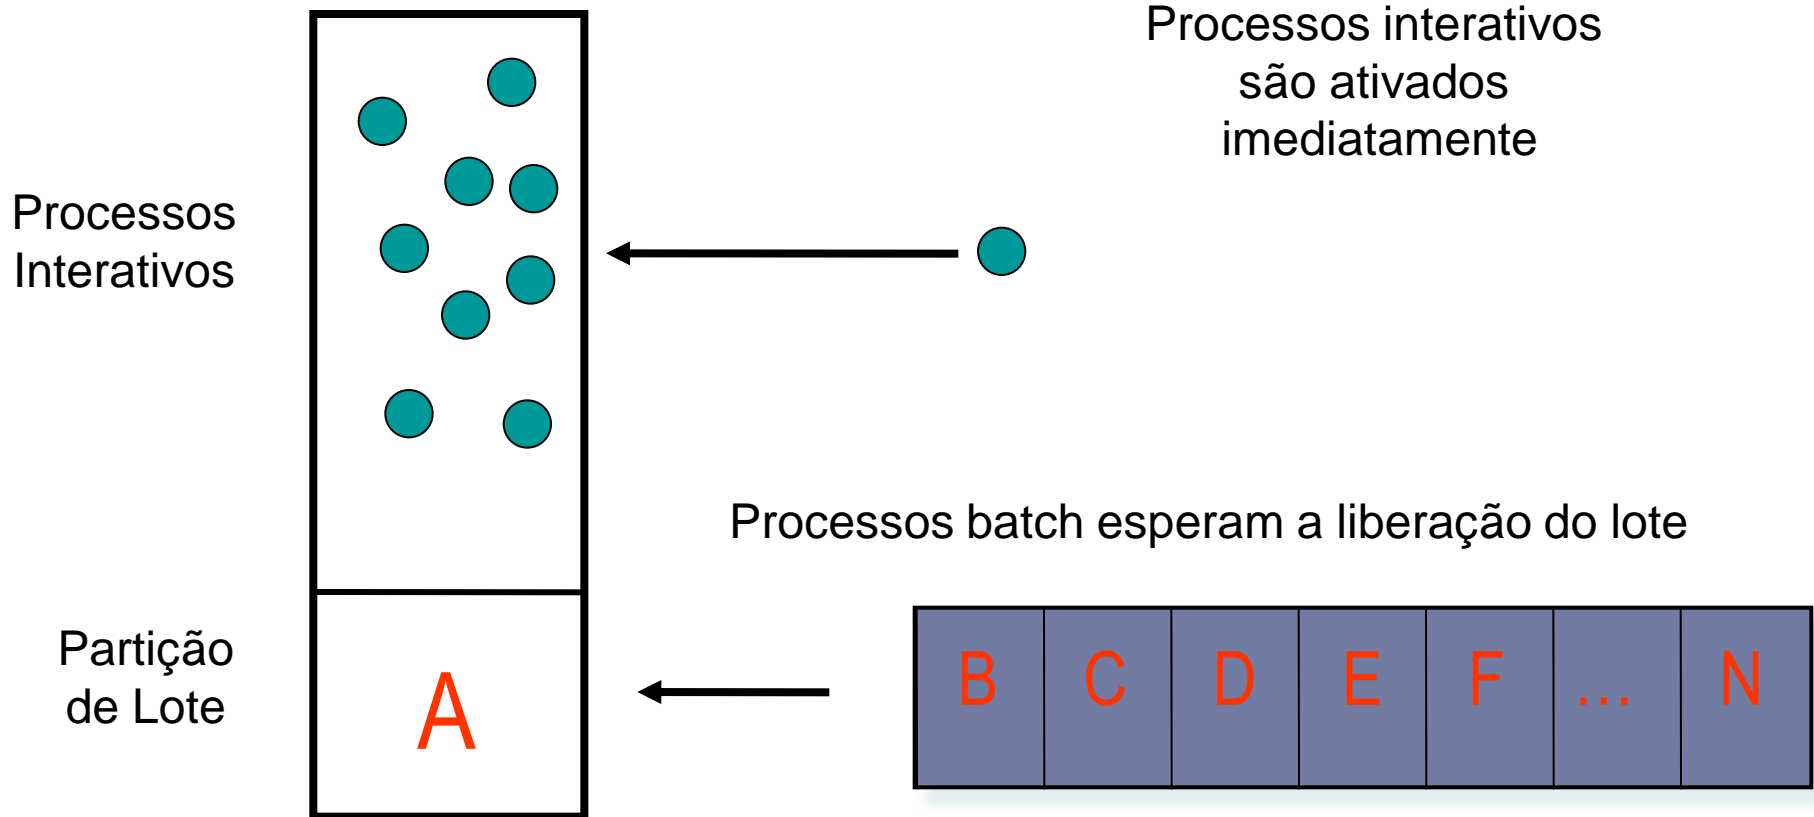 Processos interativos
são ativados
imediatamente
Processos
Interativos
Processos batch esperam a liberação do lote
Partição
de Lote
A
B C D E F ... N